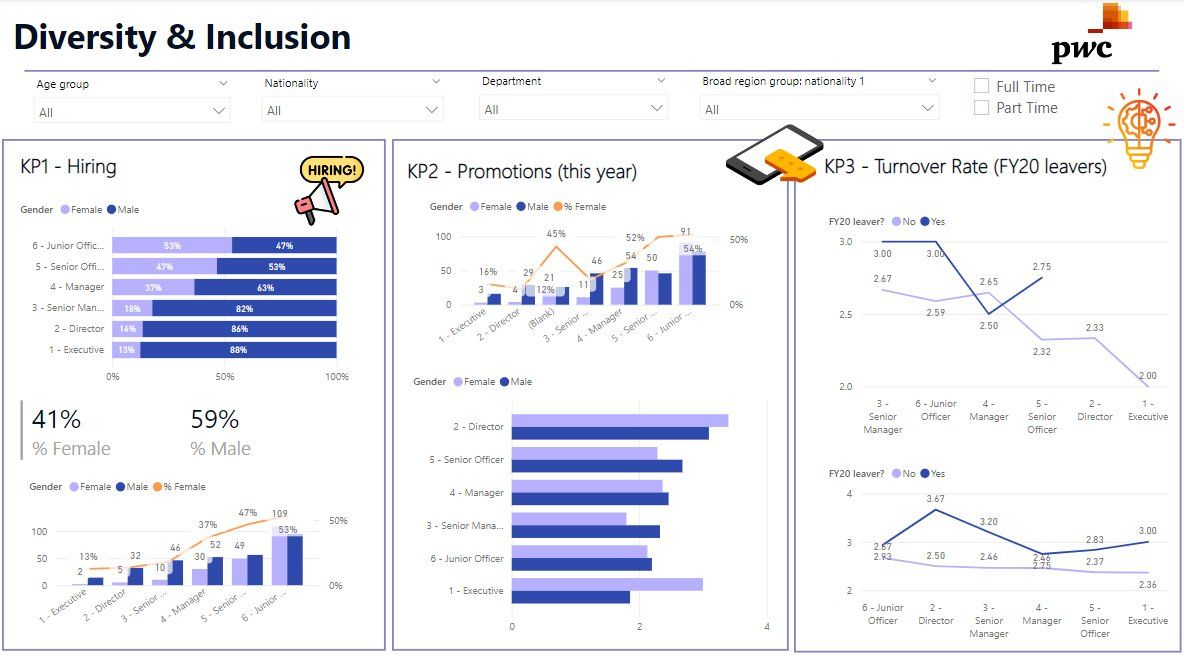 Diversity & Inclusion
pwc
Age group
Nationality
Department
Broad region group: nationality 1
All
All
All
All
Full Time
Part Time
KP1 - Hiring
HIRING!
Gender Female Male
6 - Junior Offic... 53% 47%
5 - Senior Offi... 47% 53%
4 - Manager 37% 63%
3 - Senior Man... 18% 82%
2 - Director 14% 86%
1 - Executive 13% 88%
0% 50% 100%
41% 59%
% Female % Male
Gender Female Male % Female
100 50 0
50% 0%
13% 37% 47% 53%
2 5 32 10 46 30 52 49 109
1 - Executive 2 - Director 3 - Senior ... 4 - Manager 5 - Senior ... 6 - Junior ...
KP2 - Promotions (this year)
Gender Female Male % Female
100 50 0
50% 0%
16% 45% 12% 52% 54%
3 4 29 21 11 46 25 54 50 91
1 - Executive 2 - Director (Blank) 3 - Senior ... 4 - Manager 5 - Senior ... 6 - Junior ...
Gender Female Male
2 - Director
5 - Senior Officer
4 - Manager
3 - Senior Mana...
6 - Junior Officer
1 - Executive
0 2 4
KP3 - Turnover Rate (FY20 leavers)
FY20 leaver? No Yes
3.0 2.5 2.0
3.00 3.00 2.50 2.75
2.67 2.59 2.65 2.32 2.33 2.00
3 - Senior Manager
6 - Junior Officer
4 - Manager
5 - Senior Officer
2 - Director
1 - Executive
FY20 leaver? No Yes
4 3 2
3.67 3.20 2.75 2.83 3.00
2.93 2.50 2.46 2.46 2.37 2.36
6 - Junior Officer
2 - Director
3 - Senior Manager
4 - Manager
5 - Senior Officer
1 - Executive